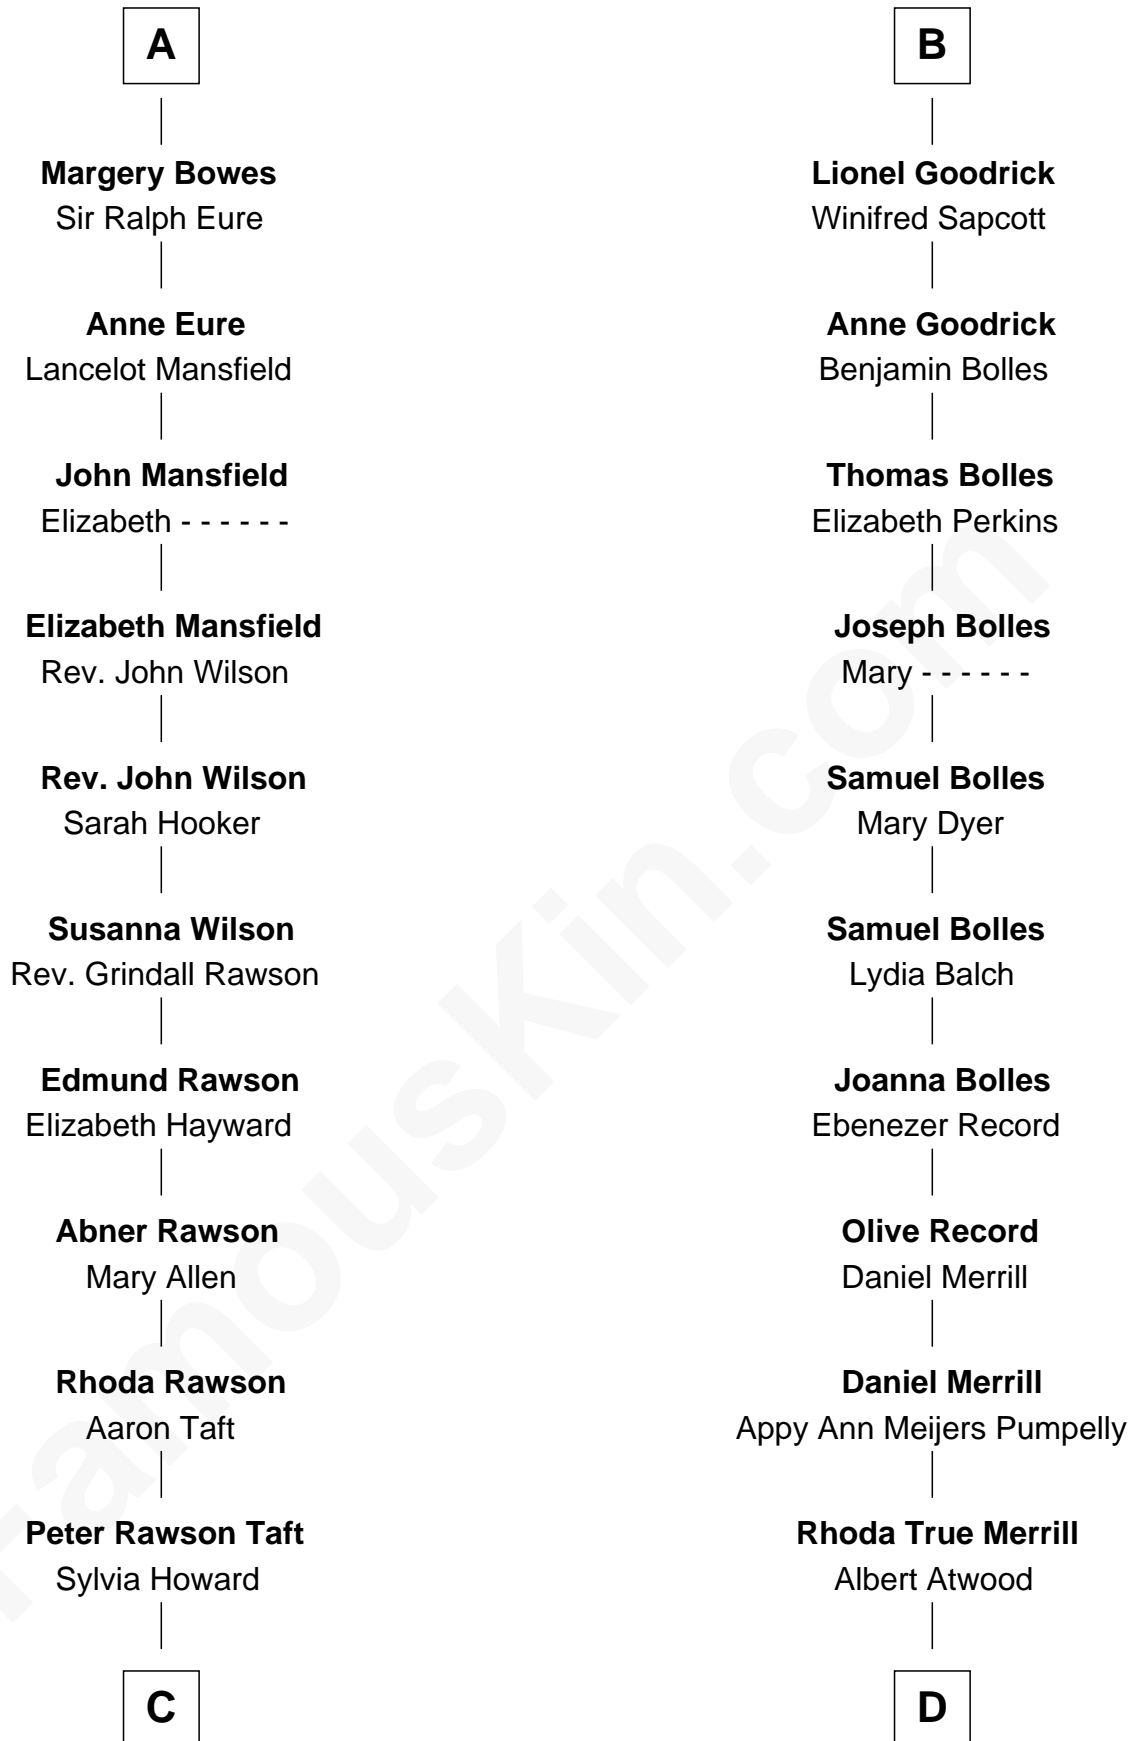 A
Margery Bowes
Sir Ralph Eure
Anne Eure
Lancelot Mansfield
John Mansfield
Elizabeth - - - - - -
Elizabeth Mansfield
Rev. John Wilson
Rev. John Wilson
Sarah Hooker
Susanna Wilson
Rev. Grindall Rawson
Edmund Rawson
Elizabeth Hayward
Abner Rawson
Mary Allen
Rhoda Rawson
Aaron Taft
Peter Rawson Taft
Sylvia Howard
C
B
Lionel Goodrick
Winifred Sapcott
Anne Goodrick
Benjamin Bolles
Thomas Bolles
Elizabeth Perkins
Joseph Bolles
Mary - - - - - -
Samuel Bolles
Mary Dyer
Samuel Bolles
Lydia Balch
Joanna Bolles
Ebenezer Record
Olive Record
Daniel Merrill
Daniel Merrill
Appy Ann Meijers Pumpelly
Rhoda True Merrill
Albert Atwood
D
FamousKin.com